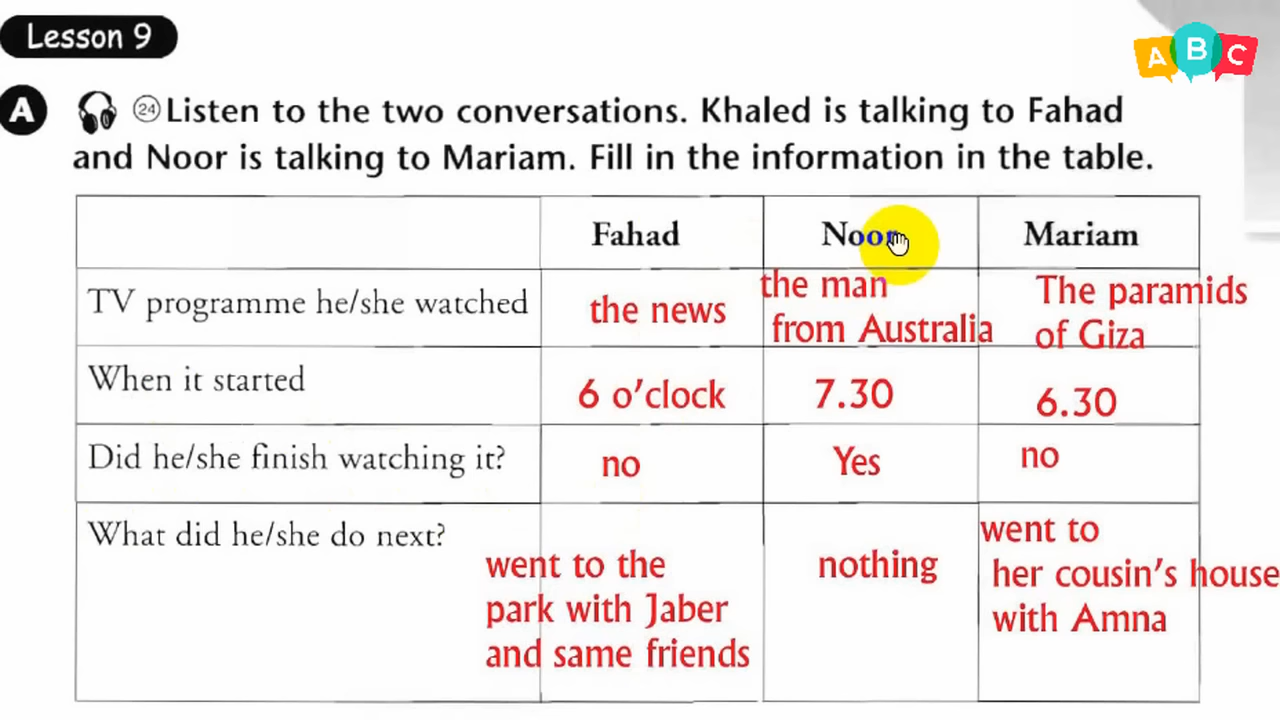 Lesson 9
A B C
A 24 Listen to the two conversations. Khaled is talking to Fahad
and Noor is talking to Mariam. Fill in the information in the table.
Fahad Noor Mariam
TV programme he/she watched
the news
the man
from Australia
The paramids
of Giza
When it started
6 o'clock
7.30
6.30
Did he/she finish watching it?
no
Yes
no
What did he/she do next?
went to the
park with Jaber
and same friends
nothing
went to
her cousin's house
with Amna